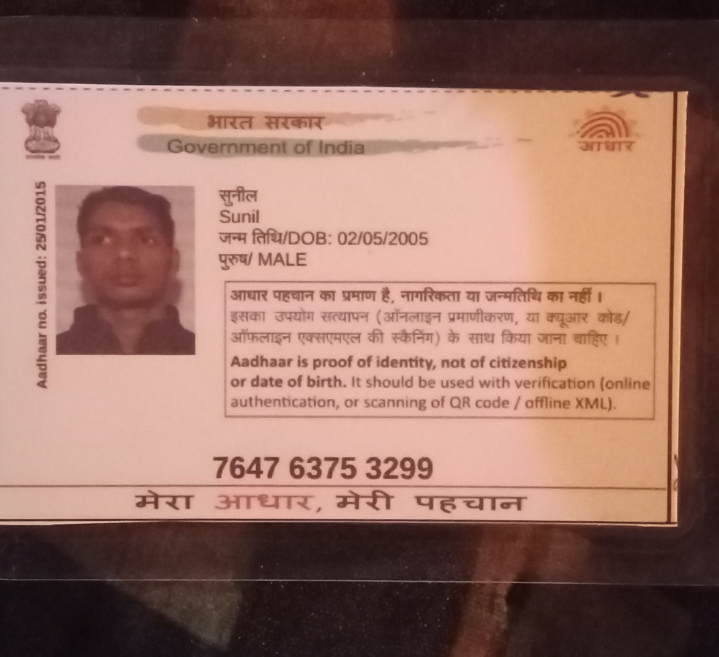 भारत सरकार
Government of India
आधार
Aadhaar no. issued: 25/01/2015
सुनील
Sunil
जन्म तिथि/DOB: 02/05/2005
पुरुष/ MALE
आधार पहचान का प्रमाण है, नागरिकता या जन्मतिथि का नहीं ।
इसका उपयोग सत्यापन (ऑनलाइन प्रमाणीकरण, या क्यूआर कोड/
ऑफलाइन एक्सएमएल की स्कैनिंग) के साथ किया जाना चाहिए ।
Aadhaar is proof of identity, not of citizenship
or date of birth. It should be used with verification (online
authentication, or scanning of QR code / offline XML).
7647 6375 3299
मेरा आधार, मेरी पहचान